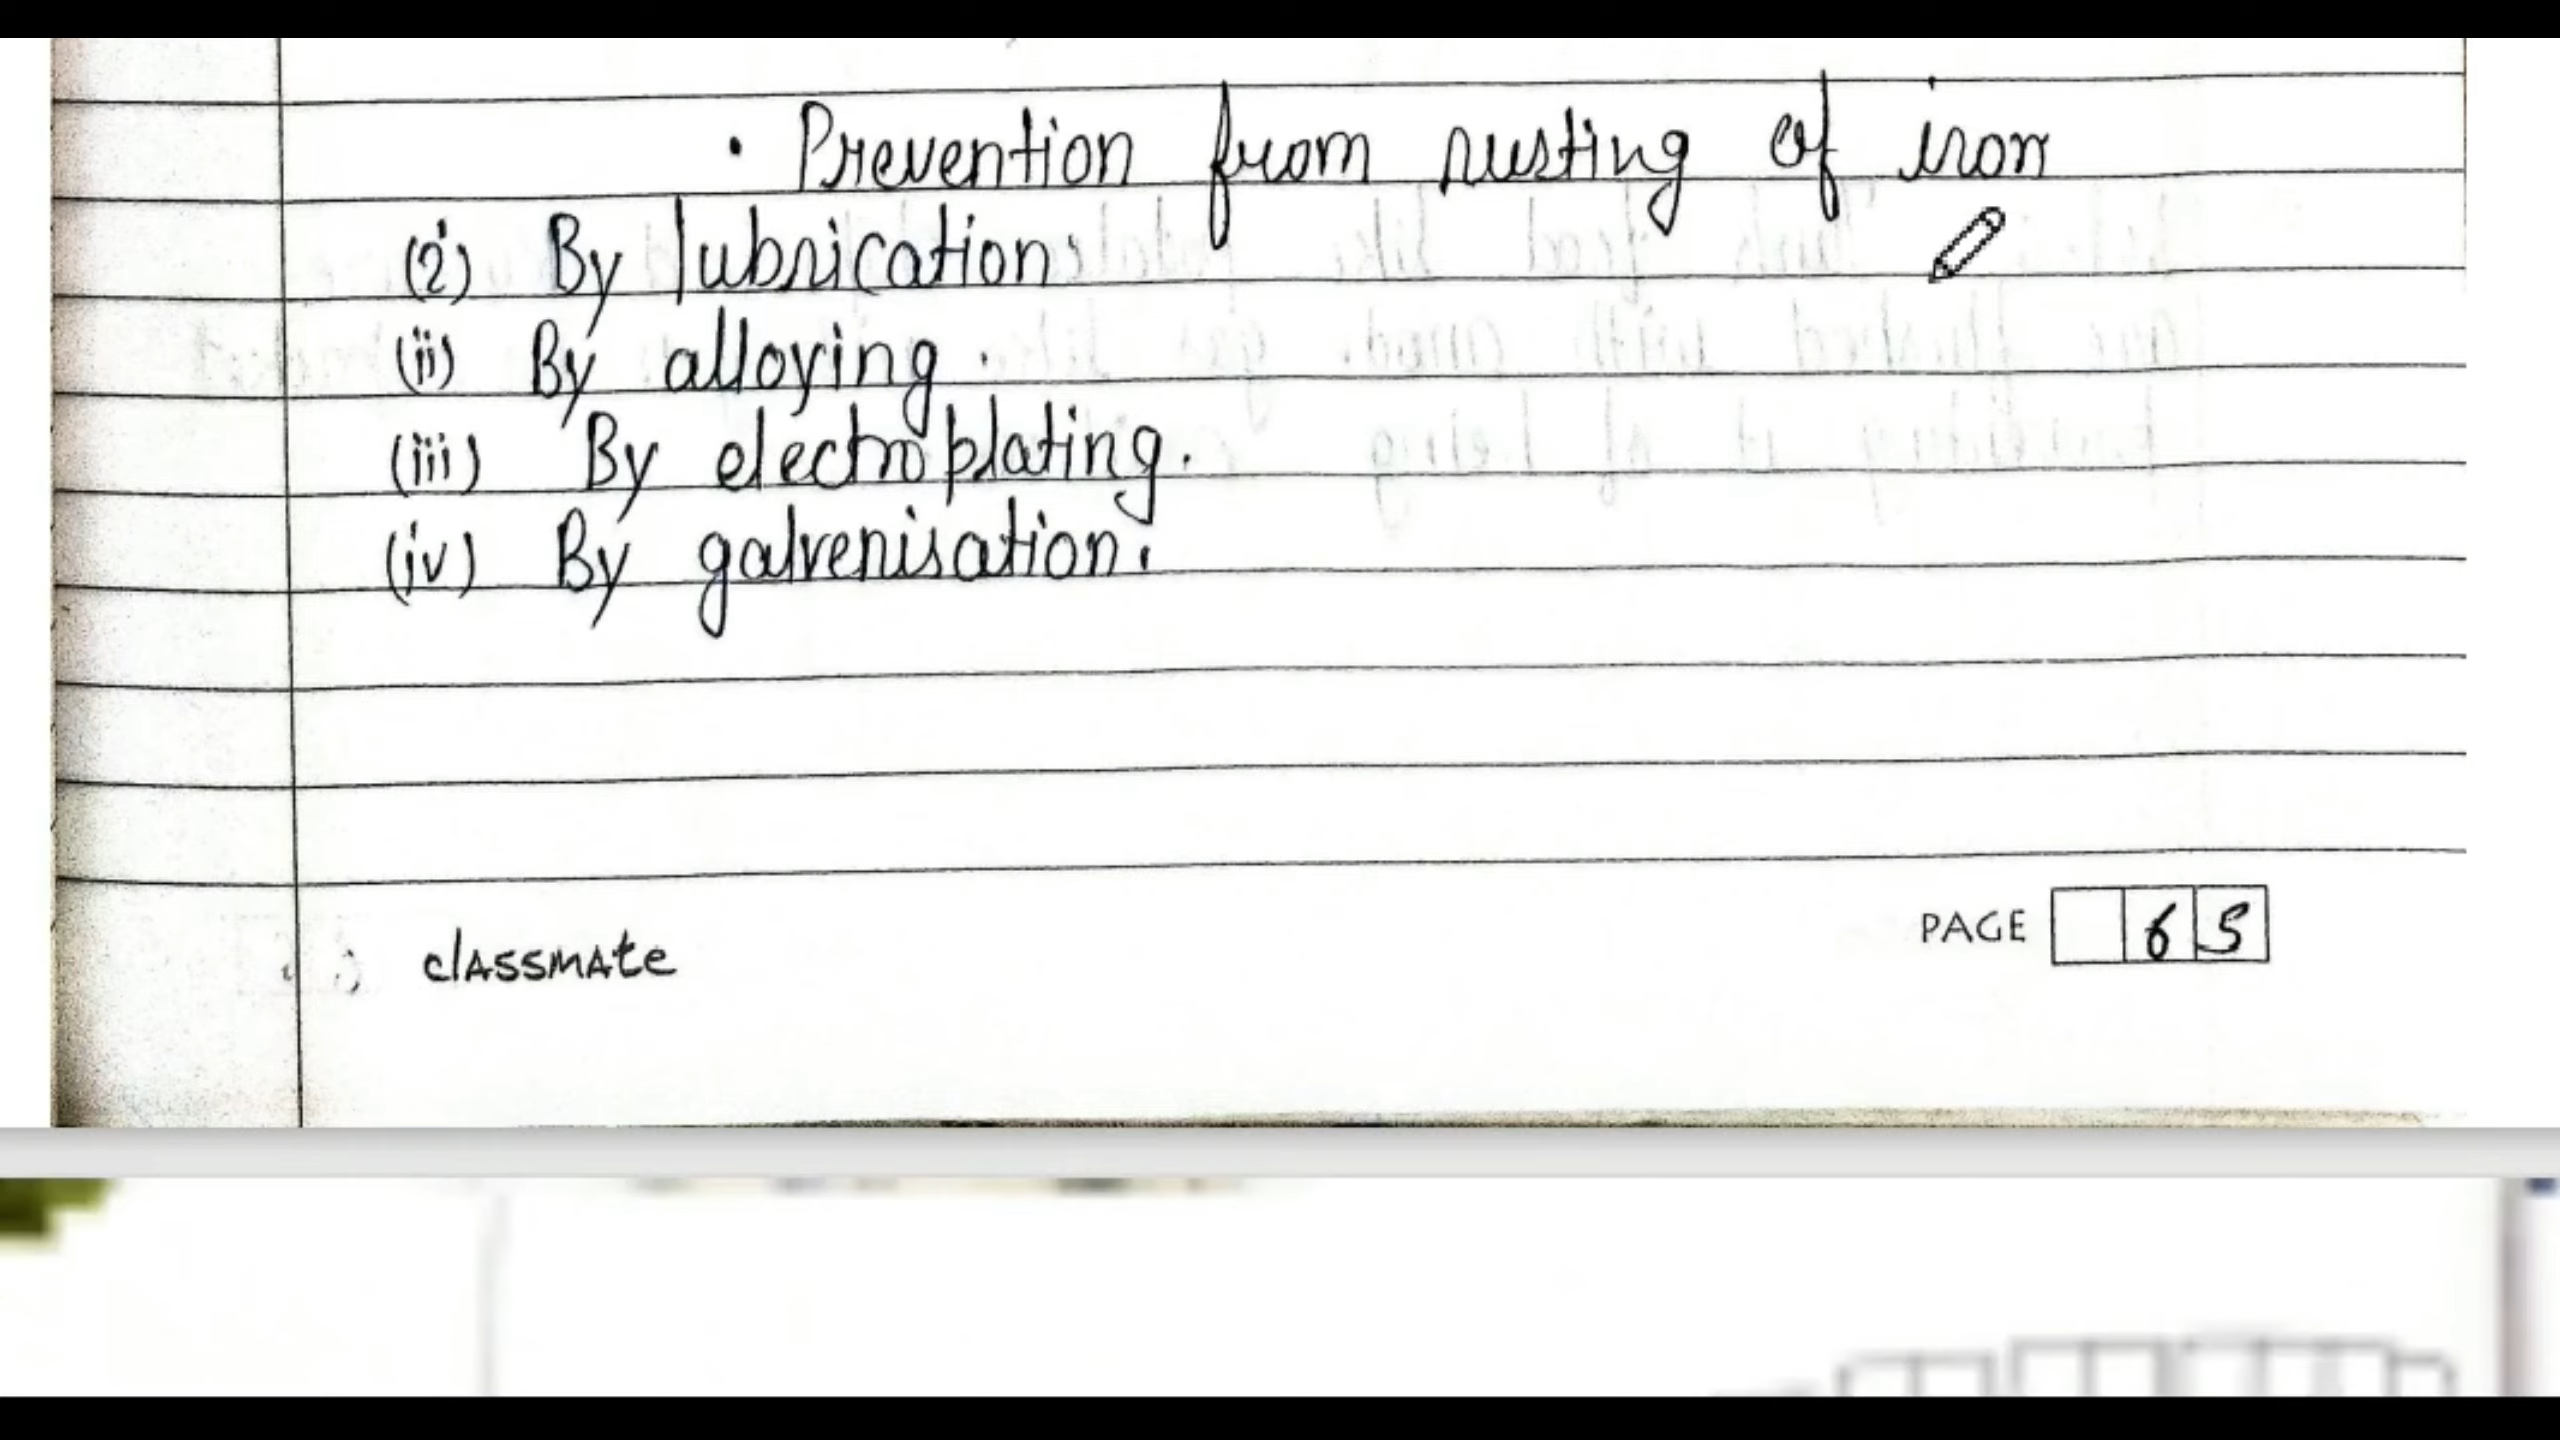 · Prevention from rusting of iron
(i) By lubrication.
(ii) By alloying.
(iii) By electroplating.
(iv) By galvenisation.
classmate
PAGE 65